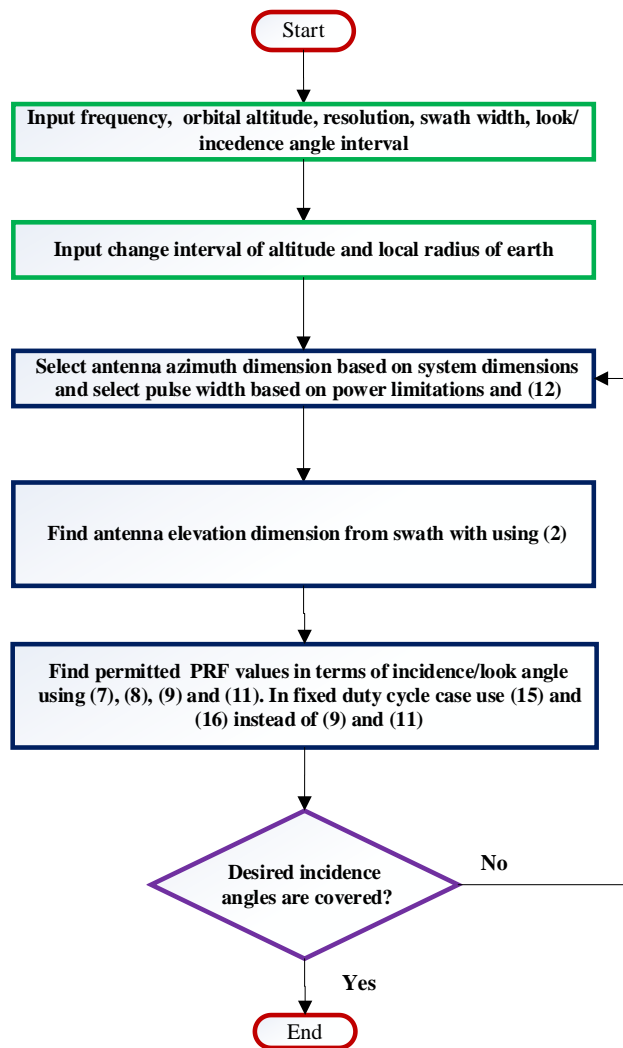 Start
Input frequency, orbital altitude, resolution, swath width, look/
incedence angle interval
Input change interval of altitude and local radius of earth
Select antenna azimuth dimension based on system dimensions
and select pulse width based on power limitations and (12)
Find antenna elevation dimension from swath with using (2)
Find permitted PRF values in terms of incidence/look angle
using (7), (8), (9) and (11). In fixed duty cycle case use (15) and
(16) instead of (9) and (11)
Desired incidence
angles are covered?
No
Yes
End